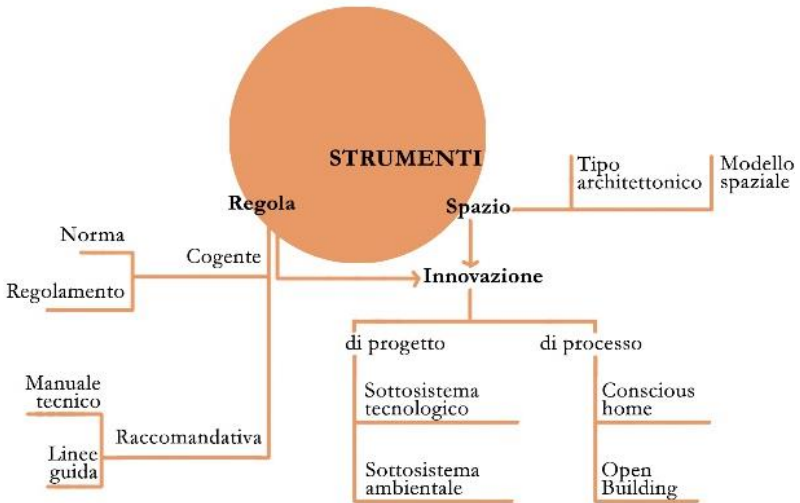 STRUMENTI
Regola
Spazio
Tipo
architettonico
Modello
spaziale
Norma
Cogente
Regolamento
Innovazione
di progetto
di processo
Manuale
tecnico
Raccomandativa
Linee
guida
Sottosistema
tecnologico
Sottosistema
ambientale
Conscious
home
Open
Building